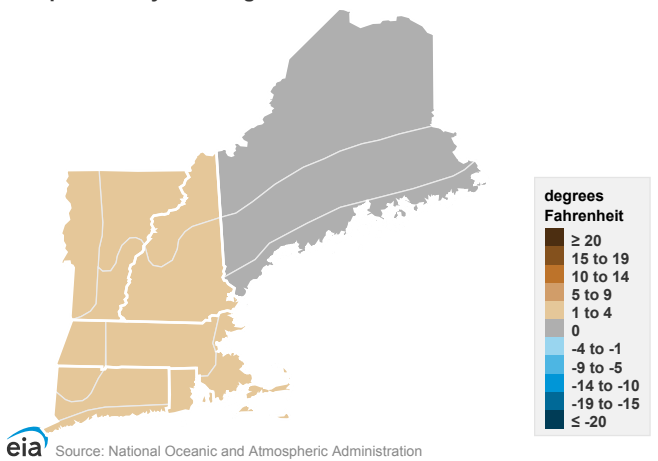 degrees
Fahrenheit
≥ 20
15 to 19
10 to 14
5 to 9
1 to 4
0
-4 to -1
-9 to -5
-14 to -10
-19 to -15
≤ -20
eia Source: National Oceanic and Atmospheric Administration